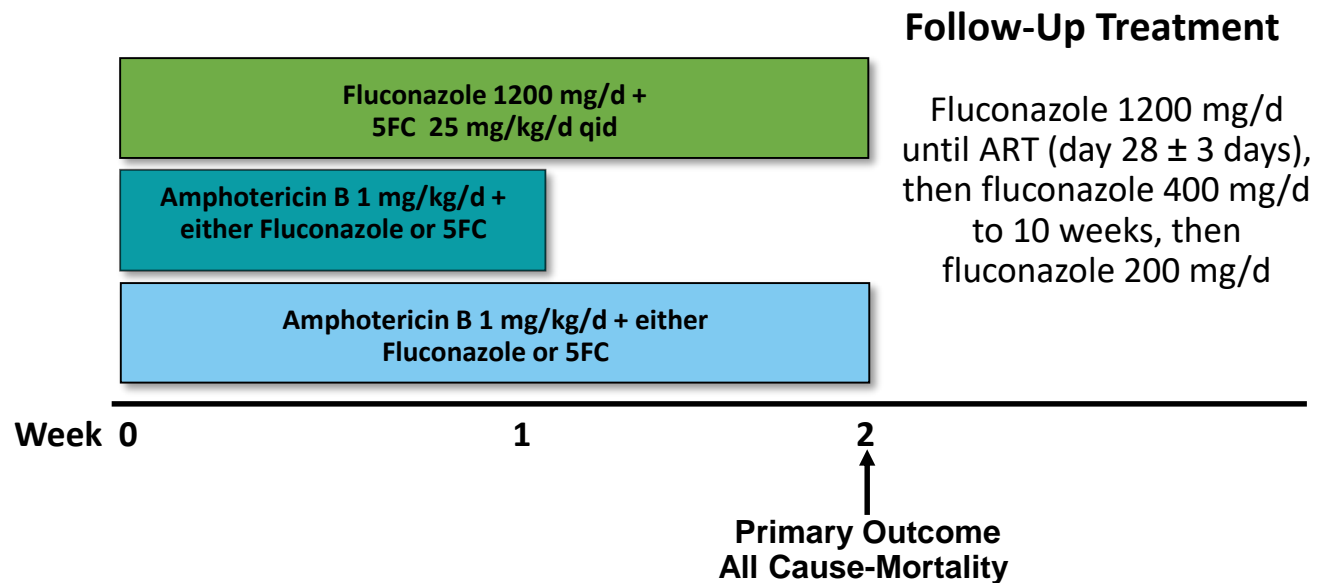 Follow-Up Treatment
Fluconazole 1200 mg/d +
5FC 25 mg/kg/d qid
Amphotericin B 1 mg/kg/d +
either Fluconazole or 5FC
Amphotericin B 1 mg/kg/d + either
Fluconazole or 5FC
Fluconazole 1200 mg/d
until ART (day 28 ± 3 days),
then fluconazole 400 mg/d
to 10 weeks, then
fluconazole 200 mg/d
Week 0 1 2
Primary Outcome
All Cause-Mortality